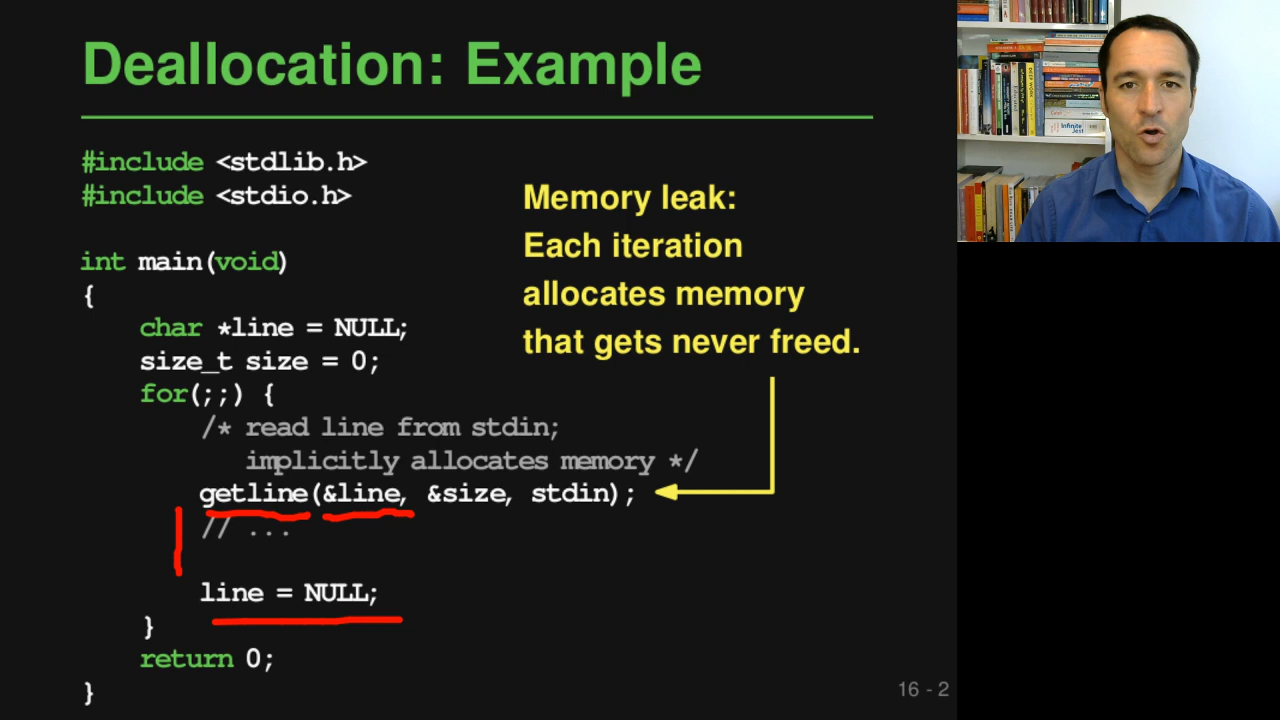 Deallocation: Example
#include <stdlib.h>
#include <stdio.h>
int main(void)
{
char *line = NULL;
size_t size = 0;
for(;;) {
/* read line from stdin;
implicitly allocates memory */
getline(&line, &size, stdin);
// ...
line = NULL;
}
return 0;
}
Memory leak:
Each iteration
allocates memory
that gets never freed.
16 - 2
Infinite
Jest